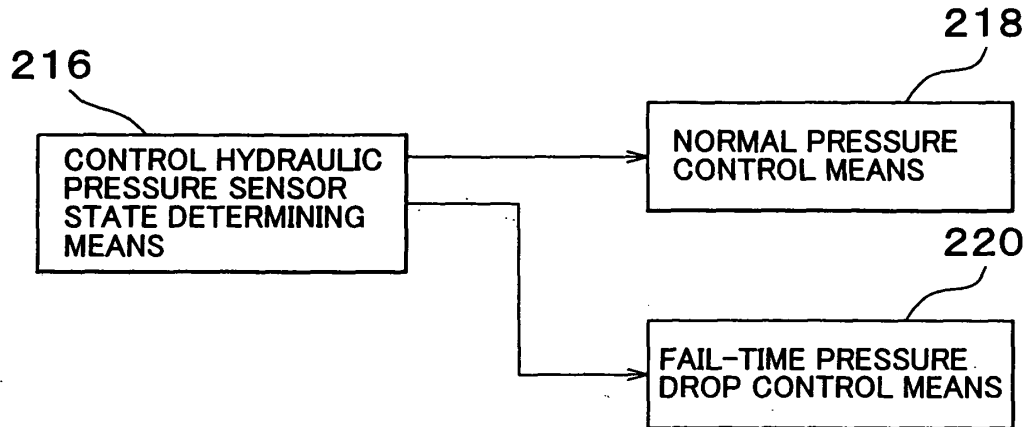 216
CONTROL HYDRAULIC
PRESSURE SENSOR
STATE DETERMINING
MEANS
218
NORMAL PRESSURE
CONTROL MEANS
220
FAIL-TIME PRESSURE
DROP CONTROL MEANS